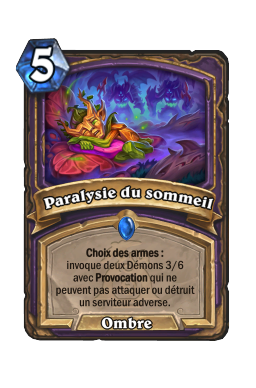 5
Paralysie du sommeil
Choix des armes :
invoque deux Démons 3/6
avec Provocation qui ne
peuvent pas attaquer ou détruit
un serviteur adverse.
Ombre